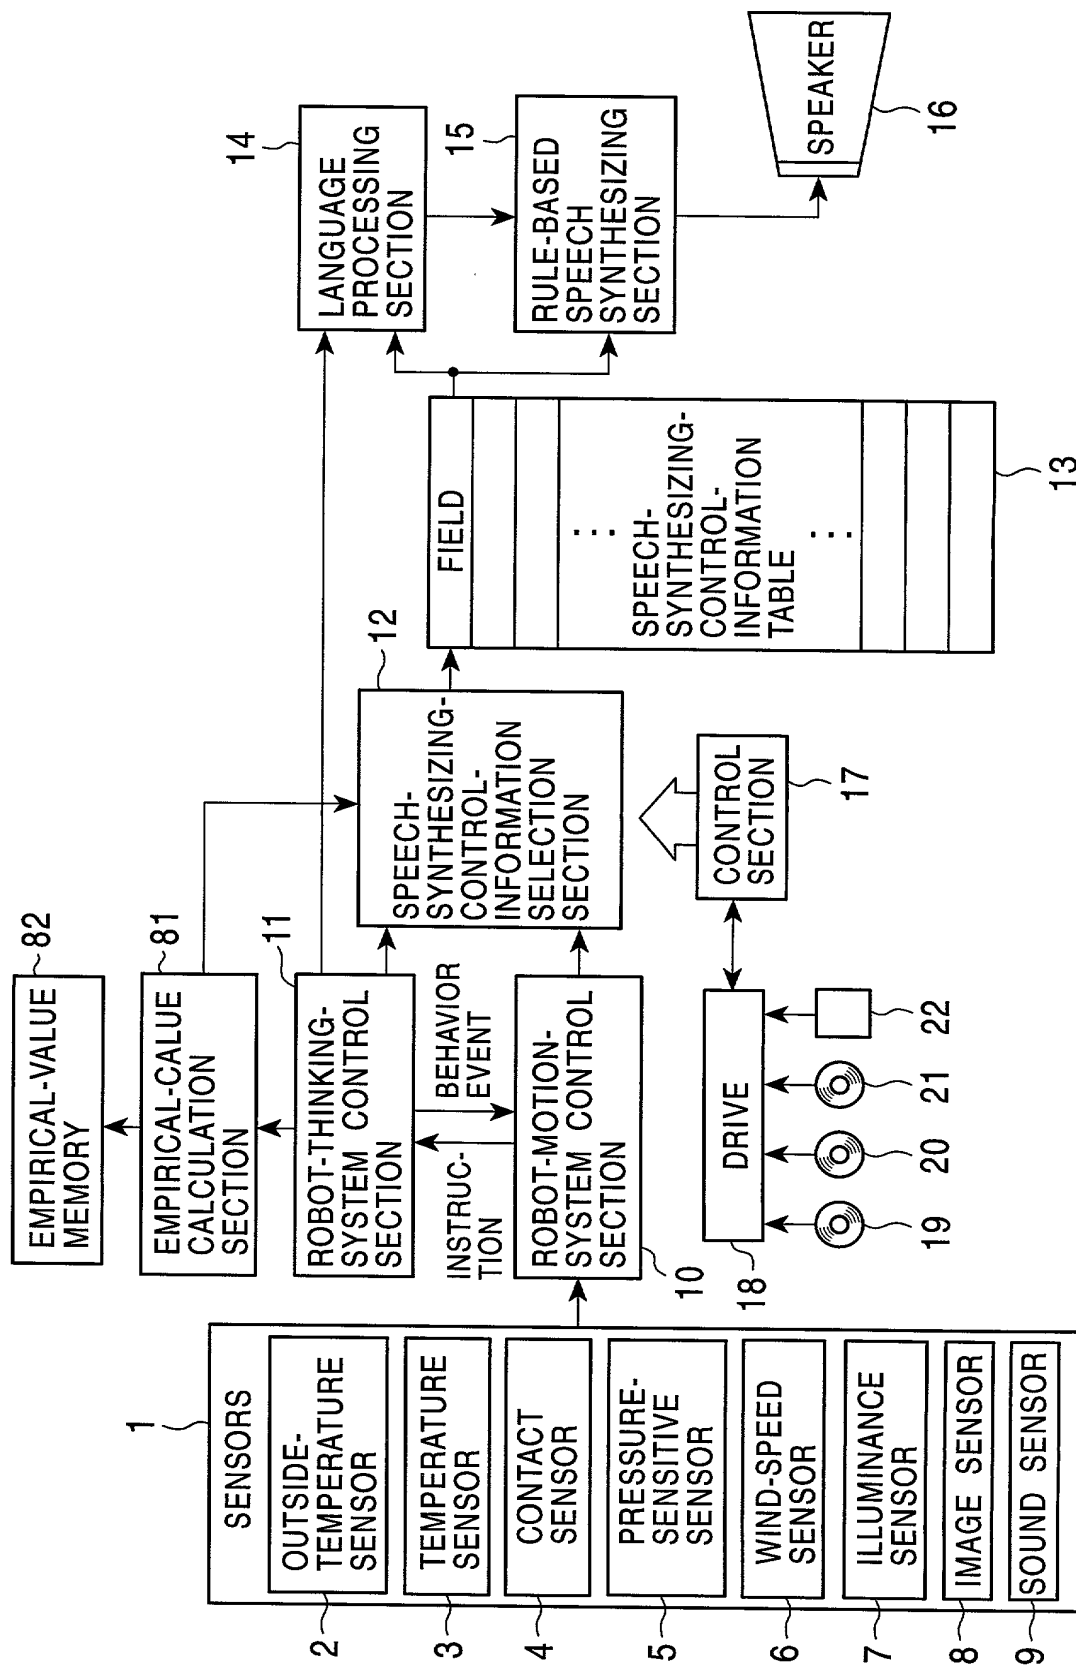 82
EMPIRICAL-VALUE
MEMORY
81
EMPIRICAL-CALUE
CALCULATION
SECTION
11
ROBOT-THINKING-
SYSTEM CONTROL
SECTION
INSTRUC-
TION
BEHAVIOR
EVENT
ROBOT-MOTION-
SYSTEM CONTROL
SECTION
10
1
SENSORS
OUTSIDE-
TEMPERATURE
SENSOR
2
TEMPERATURE
SENSOR
3
CONTACT
SENSOR
4
PRESSURE-
SENSITIVE
SENSOR
5
WIND-SPEED
SENSOR
6
ILLUMINANCE
SENSOR
7
IMAGE SENSOR
8
SOUND SENSOR
9
12
SPEECH-
SYNTHESIZING-
CONTROL-
INFORMATION
SELECTION
SECTION
CONTROL
SECTION
17
DRIVE
18
19
20
21
22
FIELD
...
SPEECH-
SYNTHESIZING-
CONTROL-
INFORMATION
TABLE
...
13
14
LANGUAGE
PROCESSING
SECTION
15
RULE-BASED
SPEECH
SYNTHESIZING
SECTION
SPEAKER
16